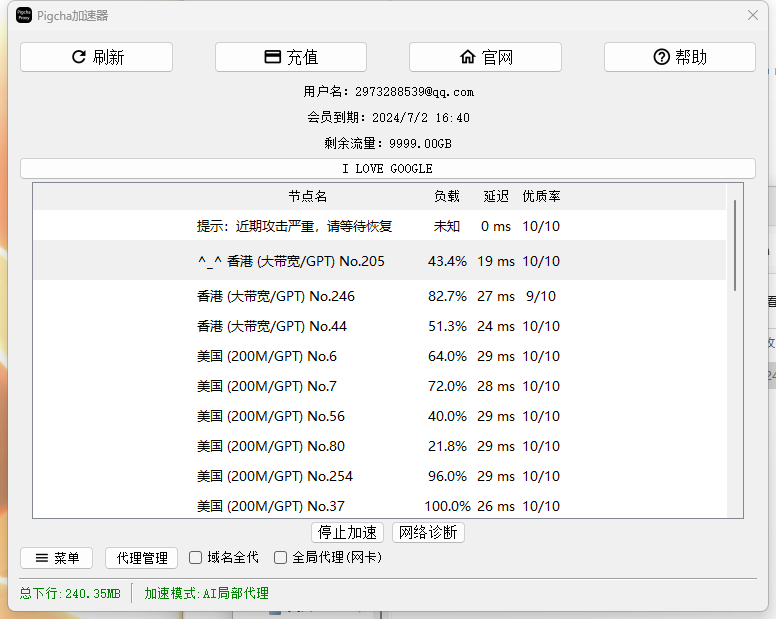 Pigcha加速器
刷新 充值 官网 帮助
用户名: 2973288539@qq.com
会员到期: 2024/7/2 16:40
剩余流量: 9999.00GB
I LOVE GOOGLE
节点名 负载 延迟 优质率
提示：近期攻击严重，请等待恢复 未知 0 ms 10/10
^_^ 香港 (大带宽/GPT) No.205 43.4% 19 ms 10/10
香港 (大带宽/GPT) No.246 82.7% 27 ms 9/10
香港 (大带宽/GPT) No.44 51.3% 24 ms 10/10
美国 (200M/GPT) No.6 64.0% 29 ms 10/10
美国 (200M/GPT) No.7 72.0% 28 ms 10/10
美国 (200M/GPT) No.56 40.0% 29 ms 10/10
美国 (200M/GPT) No.80 21.8% 29 ms 10/10
美国 (200M/GPT) No.254 96.0% 29 ms 10/10
美国 (200M/GPT) No.37 100.0% 26 ms 10/10
停止加速 网络诊断
菜单 代理管理 域名全代 全局代理(网卡)
总下行:240.35MB 加速模式:AI局部代理